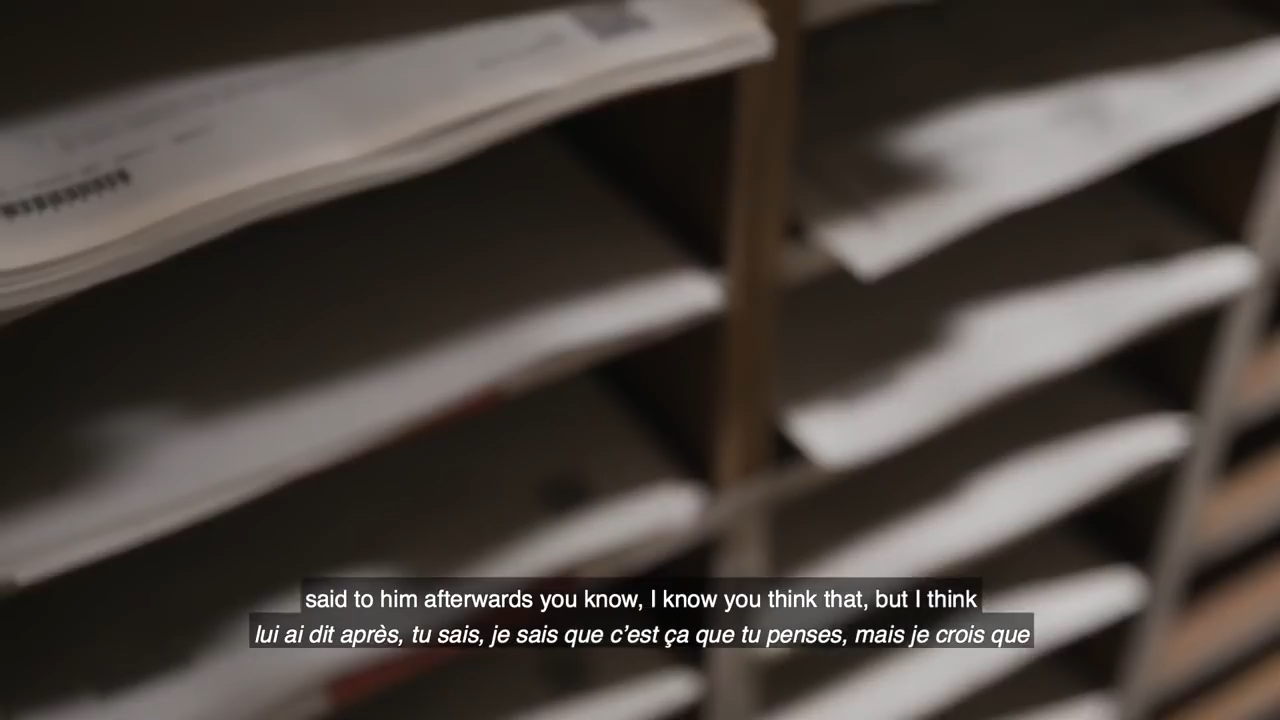 said to him afterwards you know, I know you think that, but I think
lui ai dit après, tu sais, je sais que c’est ça que tu penses, mais je crois que